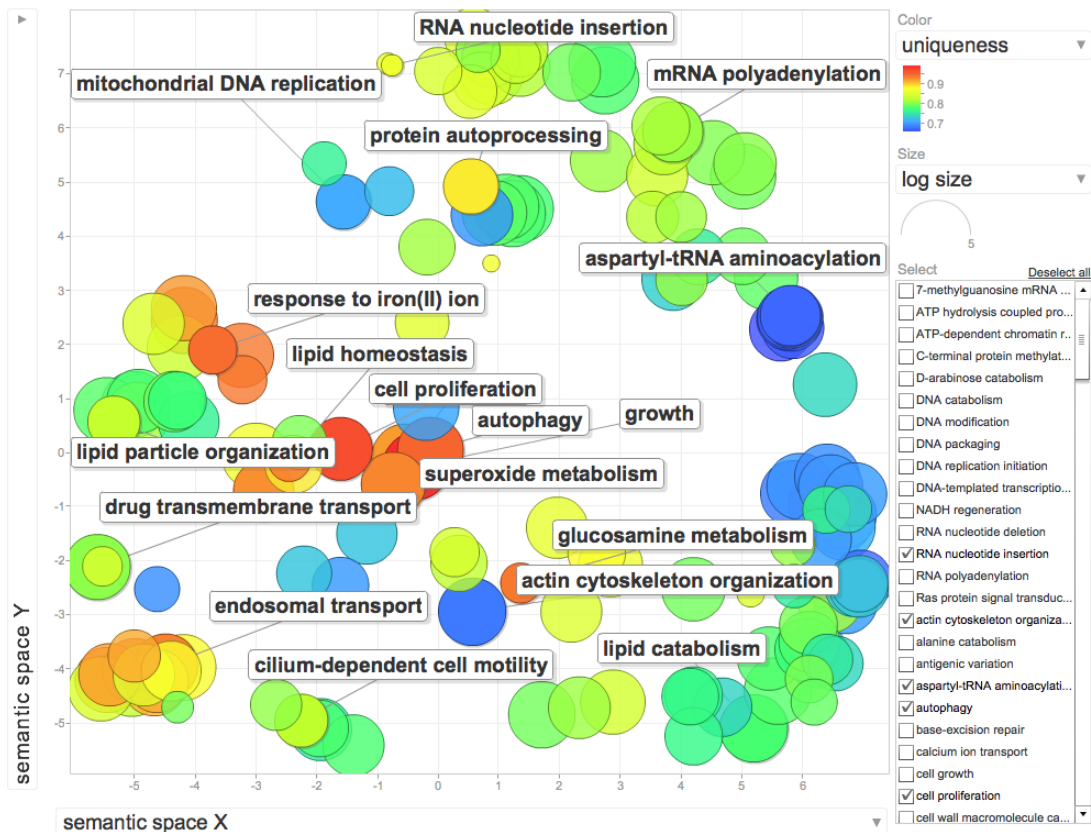 RNA nucleotide insertion
mitochondrial DNA replication
mRNA polyadenylation
protein autoprocessing
aspartyl-tRNA aminoacylation
response to iron(II) ion
lipid homeostasis
cell proliferation
autophagy
growth
lipid particle organization
superoxide metabolism
drug transmembrane transport
glucosamine metabolism
actin cytoskeleton organization
endosomal transport
lipid catabolism
cilium-dependent cell motility
7
6
5
4
3
2
1
0
-1
-2
-3
-4
-5
-5
-4
-3
-2
-1
0
1
2
3
4
5
6
semantic space Y
semantic space X
Color
uniqueness
0.9
0.8
0.7
Size
log size
5
Select
Deselect all
7-methylguanosine mRNA ...
ATP hydrolysis coupled pro...
ATP-dependent chromatin r...
C-terminal protein methylat...
D-arabinose catabolism
DNA catabolism
DNA modification
DNA packaging
DNA replication initiation
DNA-templated transcriptio...
NADH regeneration
RNA nucleotide deletion
RNA nucleotide insertion
RNA polyadenylation
Ras protein signal transduc...
actin cytoskeleton organiza...
alanine catabolism
antigenic variation
aspartyl-tRNA aminoacylati...
autophagy
base-excision repair
calcium ion transport
cell growth
cell proliferation
cell wall macromolecule ca...